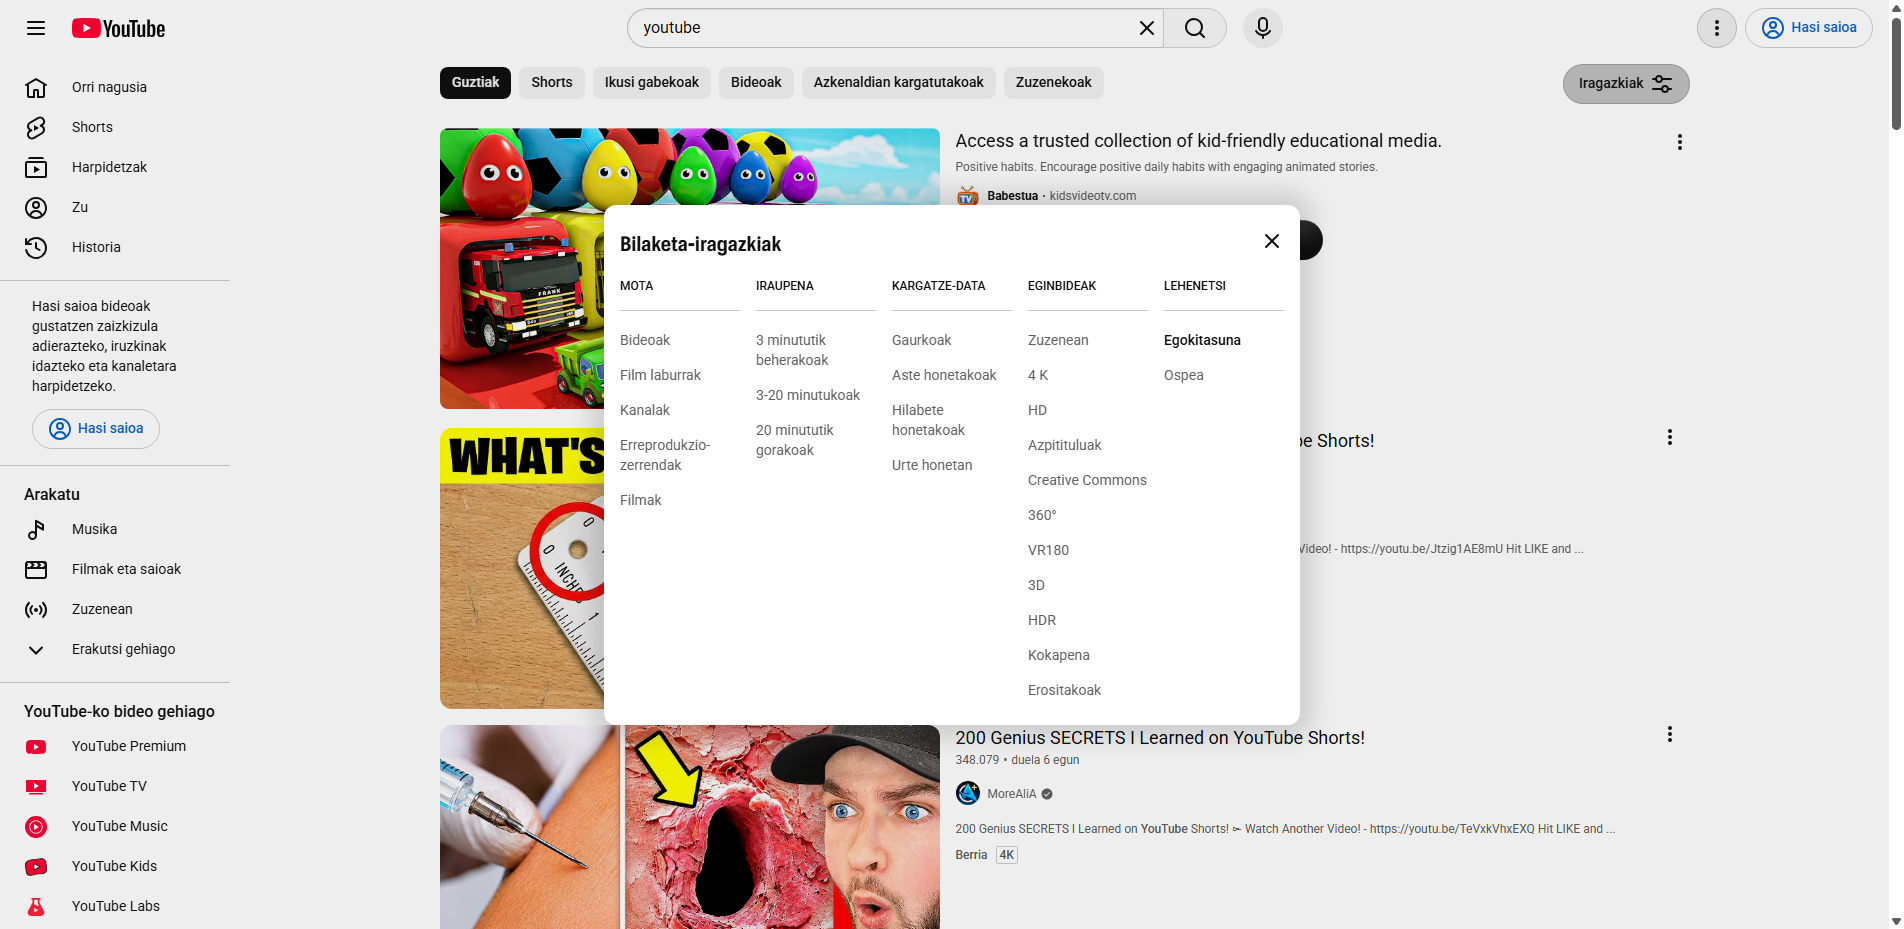 YouTube
youtube
Hasi saioa
Orri nagusia
Shorts
Harpidetzak
Zu
Historia
Hasi saioa bideoak
gustatzen zaizkizula
adierazteko, iruzkinak
idazteko eta kanaletara
harpidetzeko.
Hasi saioa
Arakatu
Musika
Filmak eta saioak
Zuzenean
Erakutsi gehiago
YouTube-ko bideo gehiago
YouTube Premium
YouTube TV
YouTube Music
YouTube Kids
YouTube Labs
Guztiak
Shorts
Ikusi gabekoak
Bideoak
Azkenaldian kargatutakoak
Zuzenekoak
Iragazkiak
Access a trusted collection of kid-friendly educational media.
Positive habits. Encourage positive daily habits with engaging animated stories.
TV
Babestua · kidsvideotv.com
FRANK
Bilaketa-iragazkiak
MOTA
Bideoak
Film laburrak
Kanalak
Erreprodukzio-
zerrendak
Filmak
IRAUPENA
3 minututik
beherakoak
3-20 minutukoak
20 minututik
gorakoak
KARGATZE-DATA
Gaurkoak
Aste honetakoak
Hilabete
honetakoak
Urte honetan
EGINBIDEAK
Zuzenean
4 K
HD
Azpitituluak
Creative Commons
360°
VR180
3D
HDR
Kokapena
Erositakoak
LEHENETSI
Egokitasuna
Ospea
WHAT'S
0
0
INCH
1
1
be Shorts!
Video! - https://youtu.be/Jtzig1AE8mU Hit LIKE and ...
200 Genius SECRETS I Learned on YouTube Shorts!
348.079 • duela 6 egun
MoreAliA
200 Genius SECRETS I Learned on YouTube Shorts! ➛ Watch Another Video! - https://youtu.be/TeVxkVhxEXQ Hit LIKE and ...
Berria 4K